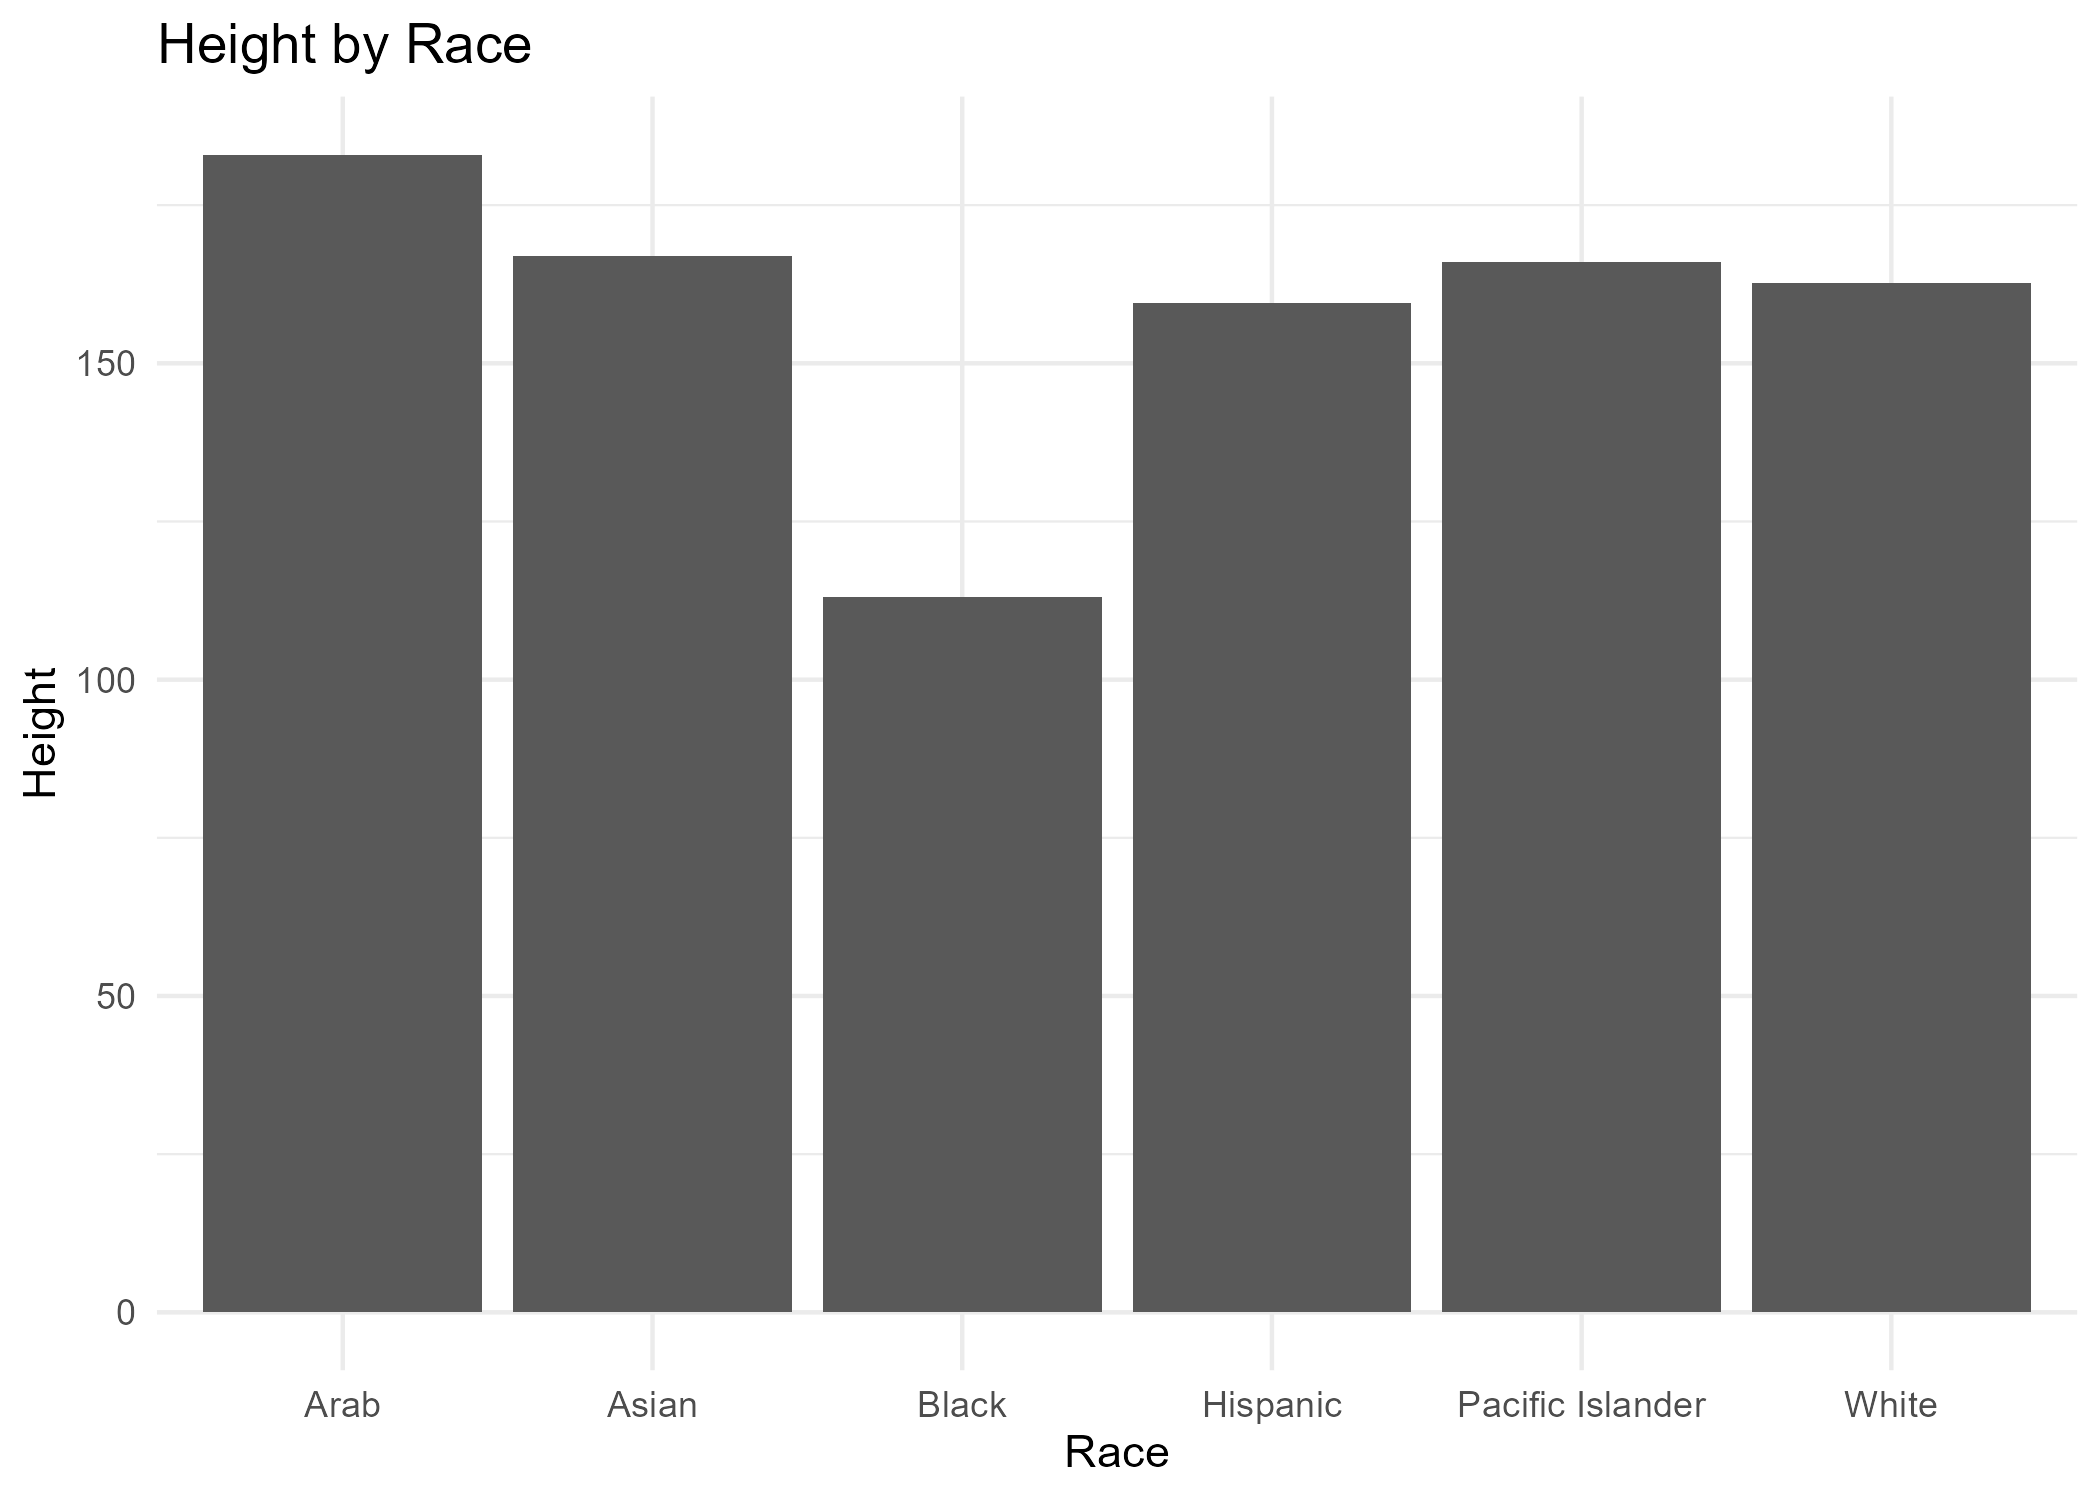 Height by Race
Height
150
100
50
0
Arab Asian Black Hispanic Pacific Islander White
Race